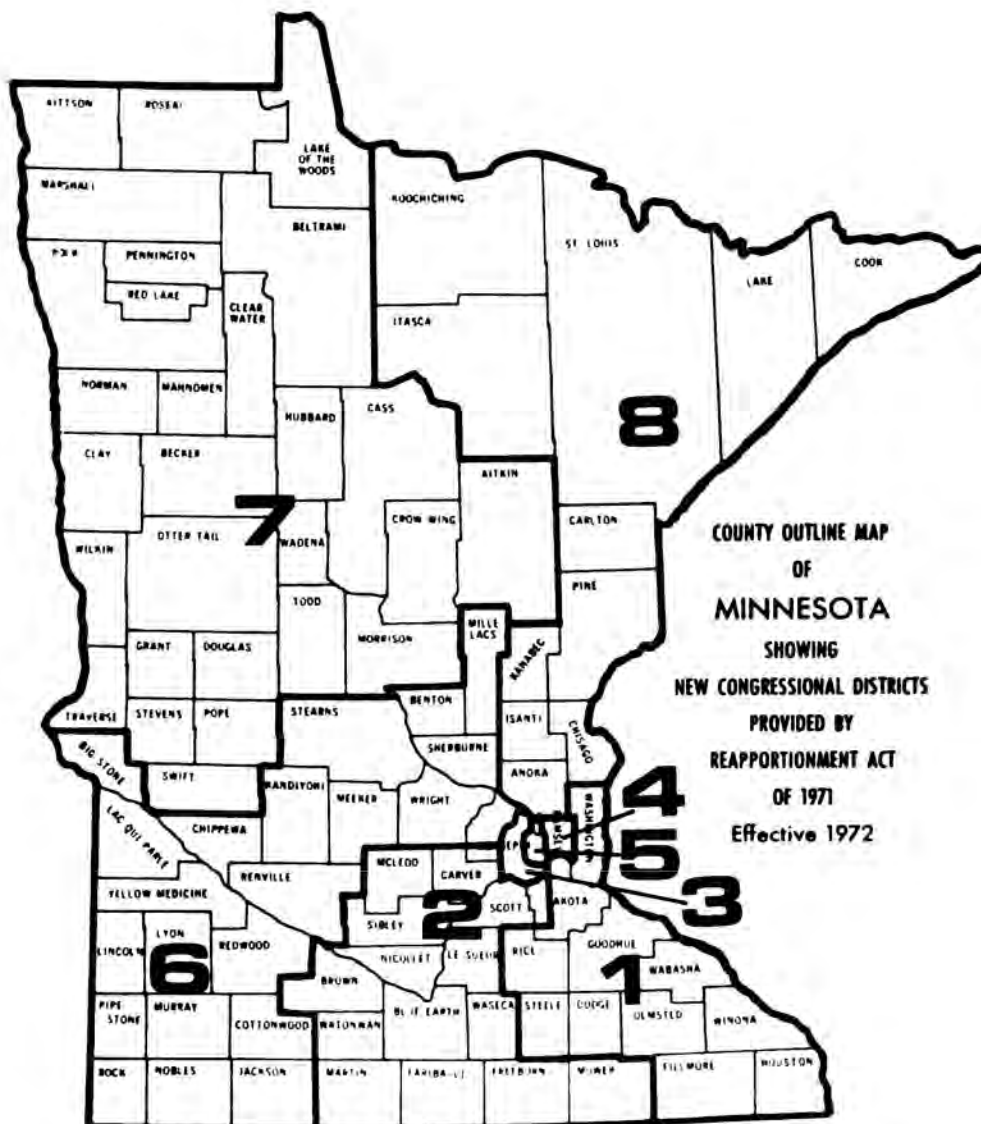 KITTSON
ROSEAU
LAKE
OF THE
WOODS
MARSHALL
KOOCHICHING
BELTRAMI
ST. LOUIS
POLK
PENNINGTON
COOK
LAKE
RED LAKE
CLEAR
WATER
ITASCA
NORMAN
MAHNOMEN
HUBBARD
CASS
8
CLAY
BECKER
AITKIN
7
CROW WING
CARLTON
WILKIN
OTTER TAIL
WADENA
PINE
TODD
MILLE
LACS
MORRISON
KANABEC
GRANT
DOUGLAS
BENTON
TRAVERSE
STEVENS
POPE
STEARNS
ISANTI
CHISAGO
BIG STONE
SHERBURNE
SWIFT
ANOKA
KANDIYOHI
MEEKER
WRIGHT
WASHINGTON
4
LAC QUI PARLE
CHIPPEWA
5
MCLEOD
RENVILLE
CARVER
3
YELLOW MEDICINE
SCOTT
AKOTA
2
SIBLEY
LYON
LINCOLN
REDWOOD
6
NICOLLET
LE SUEUR
RICE
GOODHUE
1
WABASHA
BROWN
PIPE
STONE
MURRAY
COTTONWOOD
WATONWAN
BLUE EARTH
WASECA
STEELE
DODGE
OLMSTED
WINONA
ROCK
NOBLES
JACKSON
MARTIN
FREEBORN
MOWER
FILLMORE
HOUSTON
COUNTY OUTLINE MAP
OF
MINNESOTA
SHOWING
NEW CONGRESSIONAL DISTRICTS
PROVIDED BY
REAPPORTIONMENT ACT
OF 1971
Effective 1972